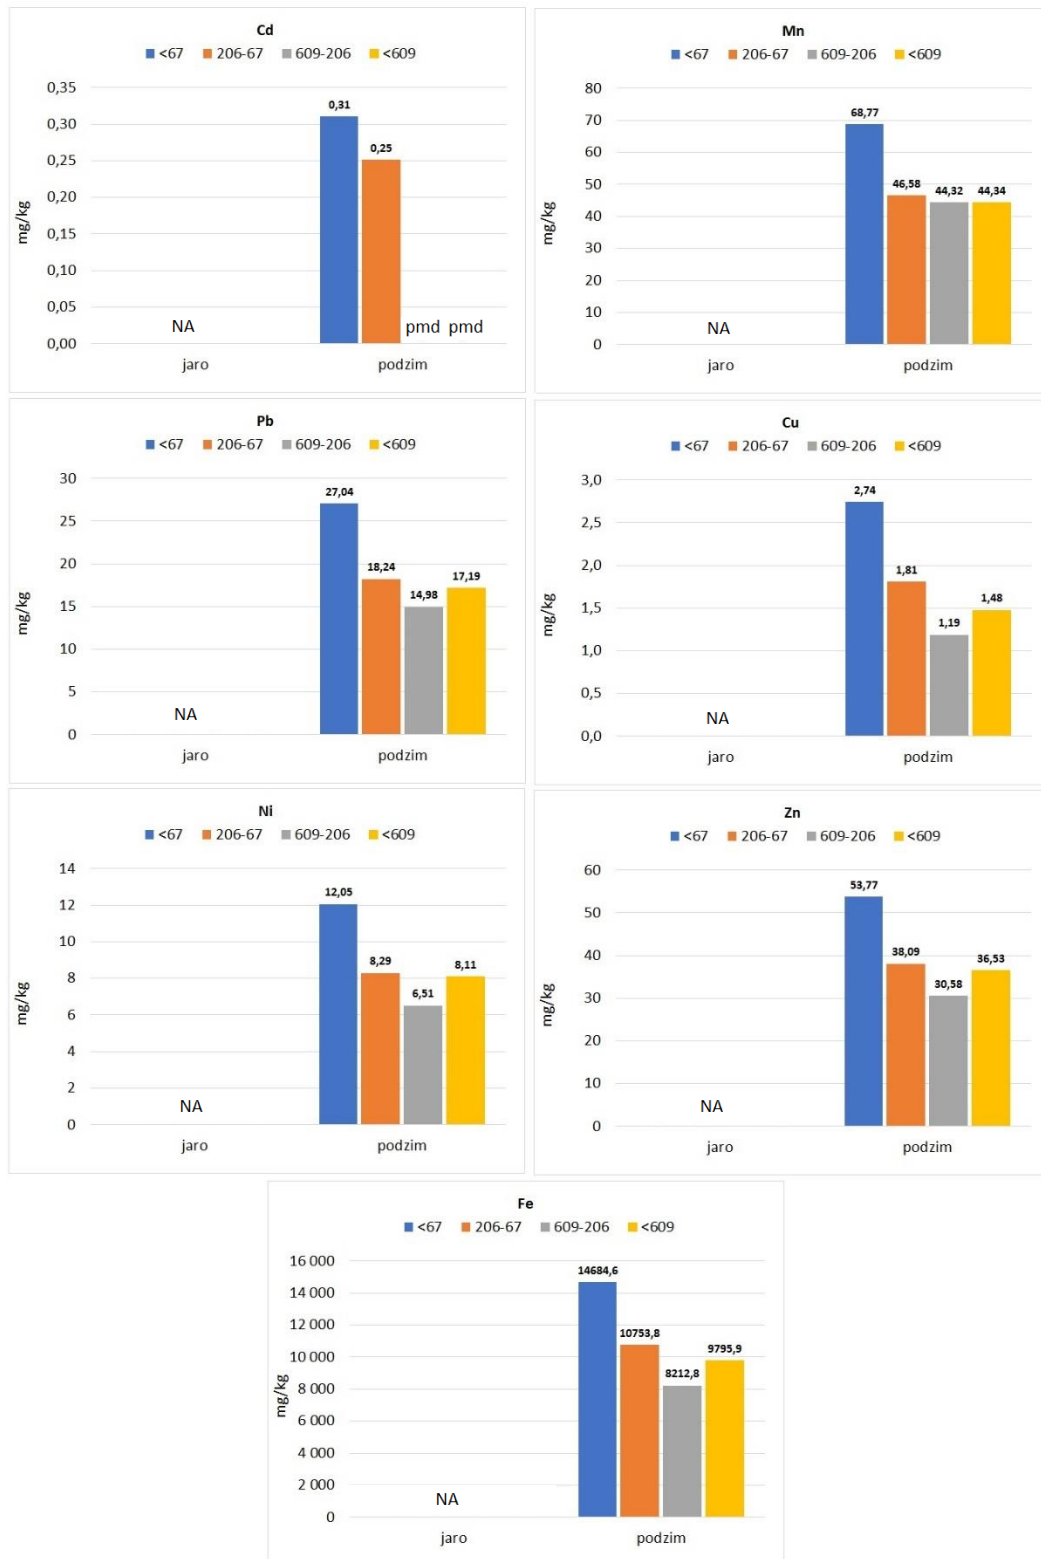 Cd
<67 206-67 609-206 <609
0,35
0,30
0,25
0,20
0,15
0,10
0,05
0,00
mg/kg
0,31
0,25
NA
pmd pmd
jaro podzim
Mn
<67 206-67 609-206 <609
80
70
60
50
40
30
20
10
0
mg/kg
68,77
46,58 44,32 44,34
NA
jaro podzim
Pb
<67 206-67 609-206 <609
30
25
20
15
10
5
0
mg/kg
27,04
18,24
14,98
17,19
NA
jaro podzim
Cu
<67 206-67 609-206 <609
3,0
2,5
2,0
1,5
1,0
0,5
0,0
mg/kg
2,74
1,81
1,19
1,48
NA
jaro podzim
Ni
<67 206-67 609-206 <609
14
12
10
8
6
4
2
0
mg/kg
12,05
8,29
6,51
8,11
NA
jaro podzim
Zn
<67 206-67 609-206 <609
60
50
40
30
20
10
0
mg/kg
53,77
38,09
30,58
36,53
NA
jaro podzim
Fe
<67 206-67 609-206 <609
16 000
14 000
12 000
10 000
8 000
6 000
4 000
2 000
0
mg/kg
14684,6
10753,8
8212,8
9795,9
NA
jaro podzim